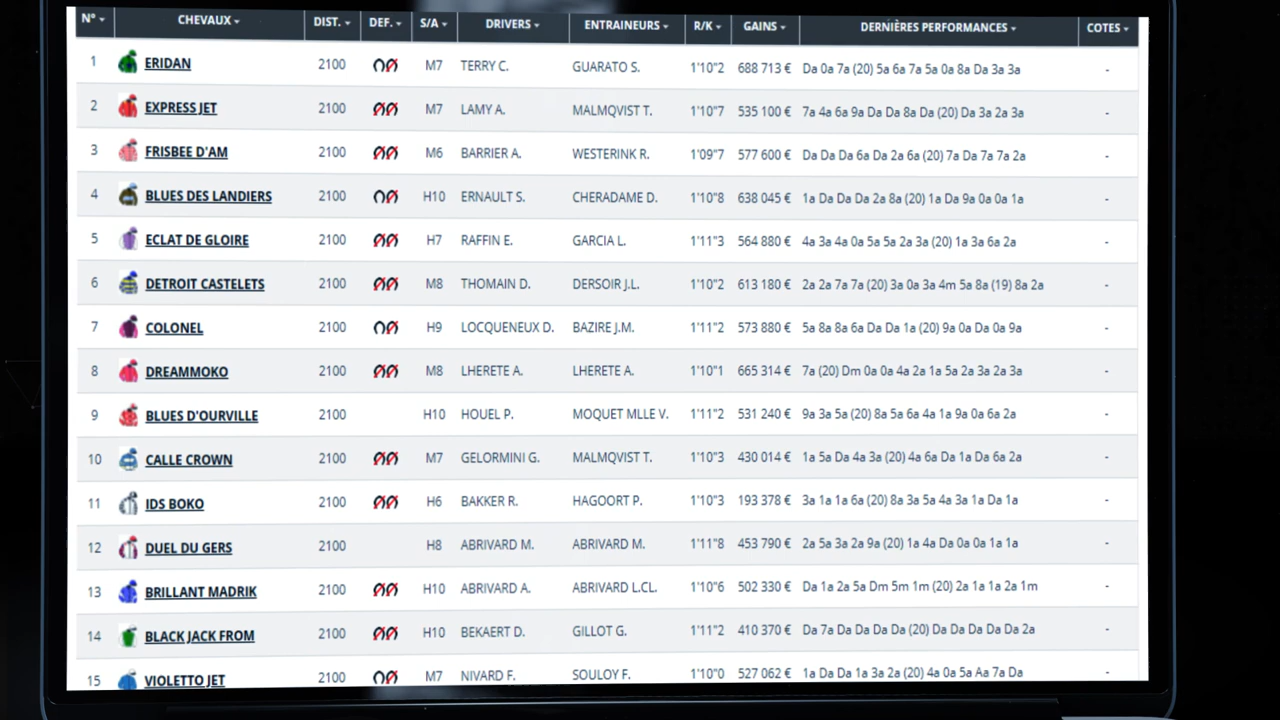 N° CHEVAUX DIST. DEF. S/A DRIVERS ENTRAINEURS R/K GAINS DERNIÈRES PERFORMANCES COTES
1 ERIDAN 2100 M7 TERRY C. GUARATO S. 1'10"2 688 713 € Da 0a 7a (20) 5a 6a 7a 5a 0a 8a Da 3a 3a -
2 EXPRESS JET 2100 M7 LAMY A. MALMQVIST T. 1'10"7 535 100 € 7a 4a 6a 9a Da Da 8a Da (20) Da 3a 2a 3a -
3 FRISBEE D'AM 2100 M6 BARRIER A. WESTERINK R. 1'09"7 577 600 € Da Da Da 6a Da 2a 6a (20) 7a Da 7a 7a 2a -
4 BLUES DES LANDIERS 2100 H10 ERNAULT S. CHERADAME D. 1'10"8 638 045 € 1a Da Da Da 2a 8a (20) 1a Da 9a 0a 0a 1a -
5 ECLAT DE GLOIRE 2100 H7 RAFFIN E. GARCIA L. 1'11"3 564 880 € 4a 3a 4a 0a 5a 5a 2a 3a (20) 1a 3a 6a 2a -
6 DETROIT CASTELETS 2100 M8 THOMAIN D. DERSOIR J.L. 1'10"2 613 180 € 2a 2a 7a 7a (20) 3a 0a 3a 4m 5a 8a (19) 8a 2a -
7 COLONEL 2100 H9 LOCQUENEUX D. BAZIRE J.M. 1'11"2 573 880 € 5a 8a 8a 6a Da Da 1a (20) 9a 0a Da 0a 9a -
8 DREAMMOKO 2100 M8 LHERETE A. LHERETE A. 1'10"1 665 314 € 7a (20) Dm 0a 0a 4a 2a 1a 5a 2a 3a 2a 3a -
9 BLUES D'OURVILLE 2100 H10 HOUEL P. MOQUET MLLE V. 1'11"2 531 240 € 9a 3a 5a (20) 8a 5a 6a 4a 1a 9a 0a 6a 2a -
10 CALLE CROWN 2100 M7 GELORMINI G. MALMQVIST T. 1'10"3 430 014 € 1a 5a Da 4a 3a (20) 4a 6a Da 1a Da 6a 2a -
11 IDS BOKO 2100 H6 BAKKER R. HAGOORT P. 1'10"3 193 378 € 3a 1a 1a 6a (20) 8a 3a 5a 4a 3a 1a Da 1a -
12 DUEL DU GERS 2100 H8 ABRIVARD M. ABRIVARD M. 1'11"8 453 790 € 2a 5a 3a 2a 9a (20) 1a 4a Da 0a 0a 1a 1a -
13 BRILLANT MADRIK 2100 H10 ABRIVARD A. ABRIVARD L.CL. 1'10"6 502 330 € Da 1a 2a 5a Dm 5m 1m (20) 2a 1a 1a 2a 1m -
14 BLACK JACK FROM 2100 H10 BEKAERT D. GILLOT G. 1'11"2 410 370 € Da 7a Da Da Da Da (20) Da Da Da Da Da 2a -
15 VIOLETTO JET 2100 M7 NIVARD F. SOULOY F. 1'10"0 527 062 € 1a Da Da 1a 3a 2a (20) 4a 0a 5a Aa 7a Da -